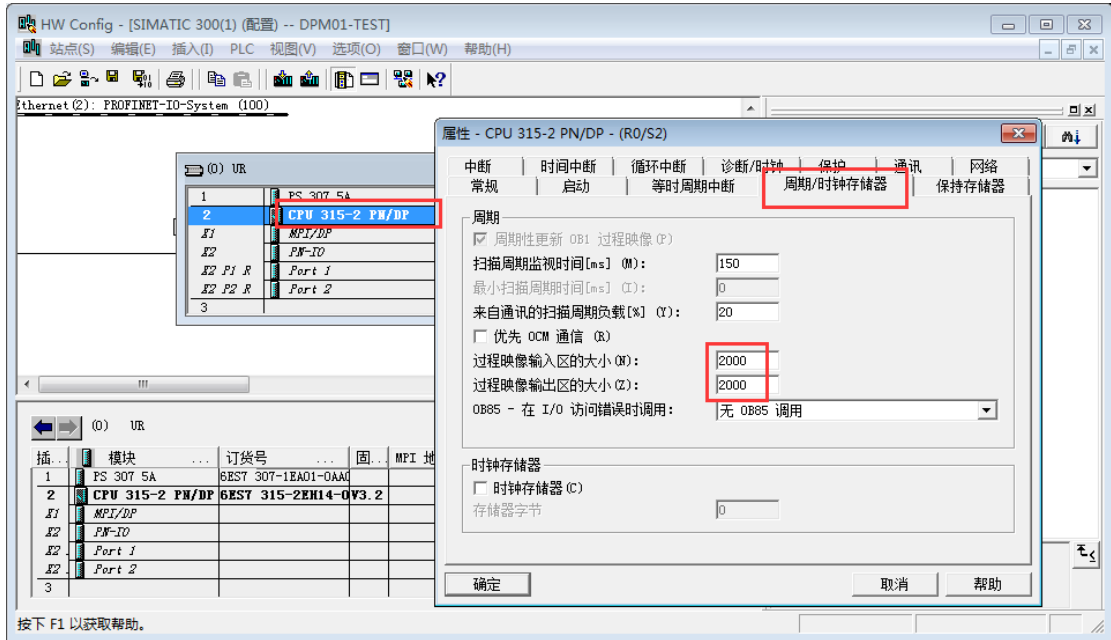 HW Config - [SIMATIC 300(1) (配置) -- DPM01-TEST]
站点(S) 编辑(E) 插入(I) PLC 视图(V) 选项(O) 窗口(W) 帮助(H)
Ethernet(2): PROFINET-IO-System (100)
(0) UR
1 PS 307 5A
2 CPU 315-2 PN/DP
X1 MPI/DP
X2 PN-IO
X2 P1 R Port 1
X2 P2 R Port 2
3
属性 - CPU 315-2 PN/DP - (R0/S2)
中断 时间中断 循环中断 诊断/时钟 保护 通讯 网络
常规 启动 等时周期中断 周期/时钟存储器 保持存储器
周期
周期性更新 OB1 过程映像(P)
扫描周期监视时间[ms] (M): 150
最小扫描周期时间[ms] (I): 0
来自通讯的扫描周期负载[%] (Y): 20
优先 OCM 通信 (R)
过程映像输入区的大小(N): 2000
过程映像输出区的大小(Z): 2000
OB85 - 在 I/O 访问错误时调用: 无 OB85 调用
时钟存储器
时钟存储器(C)
存储器字节 0
确定 取消 帮助
(0) UR
插... 模块 ... 订货号 ... 固... MPI 地
1 PS 307 5A 6ES7 307-1EA01-0AA0
2 CPU 315-2 PN/DP 6ES7 315-2EH14-0 V3.2
X1 MPI/DP
X2 PN-IO
X2 . Port 1
X2 . Port 2
3
按下 F1 以获取帮助。